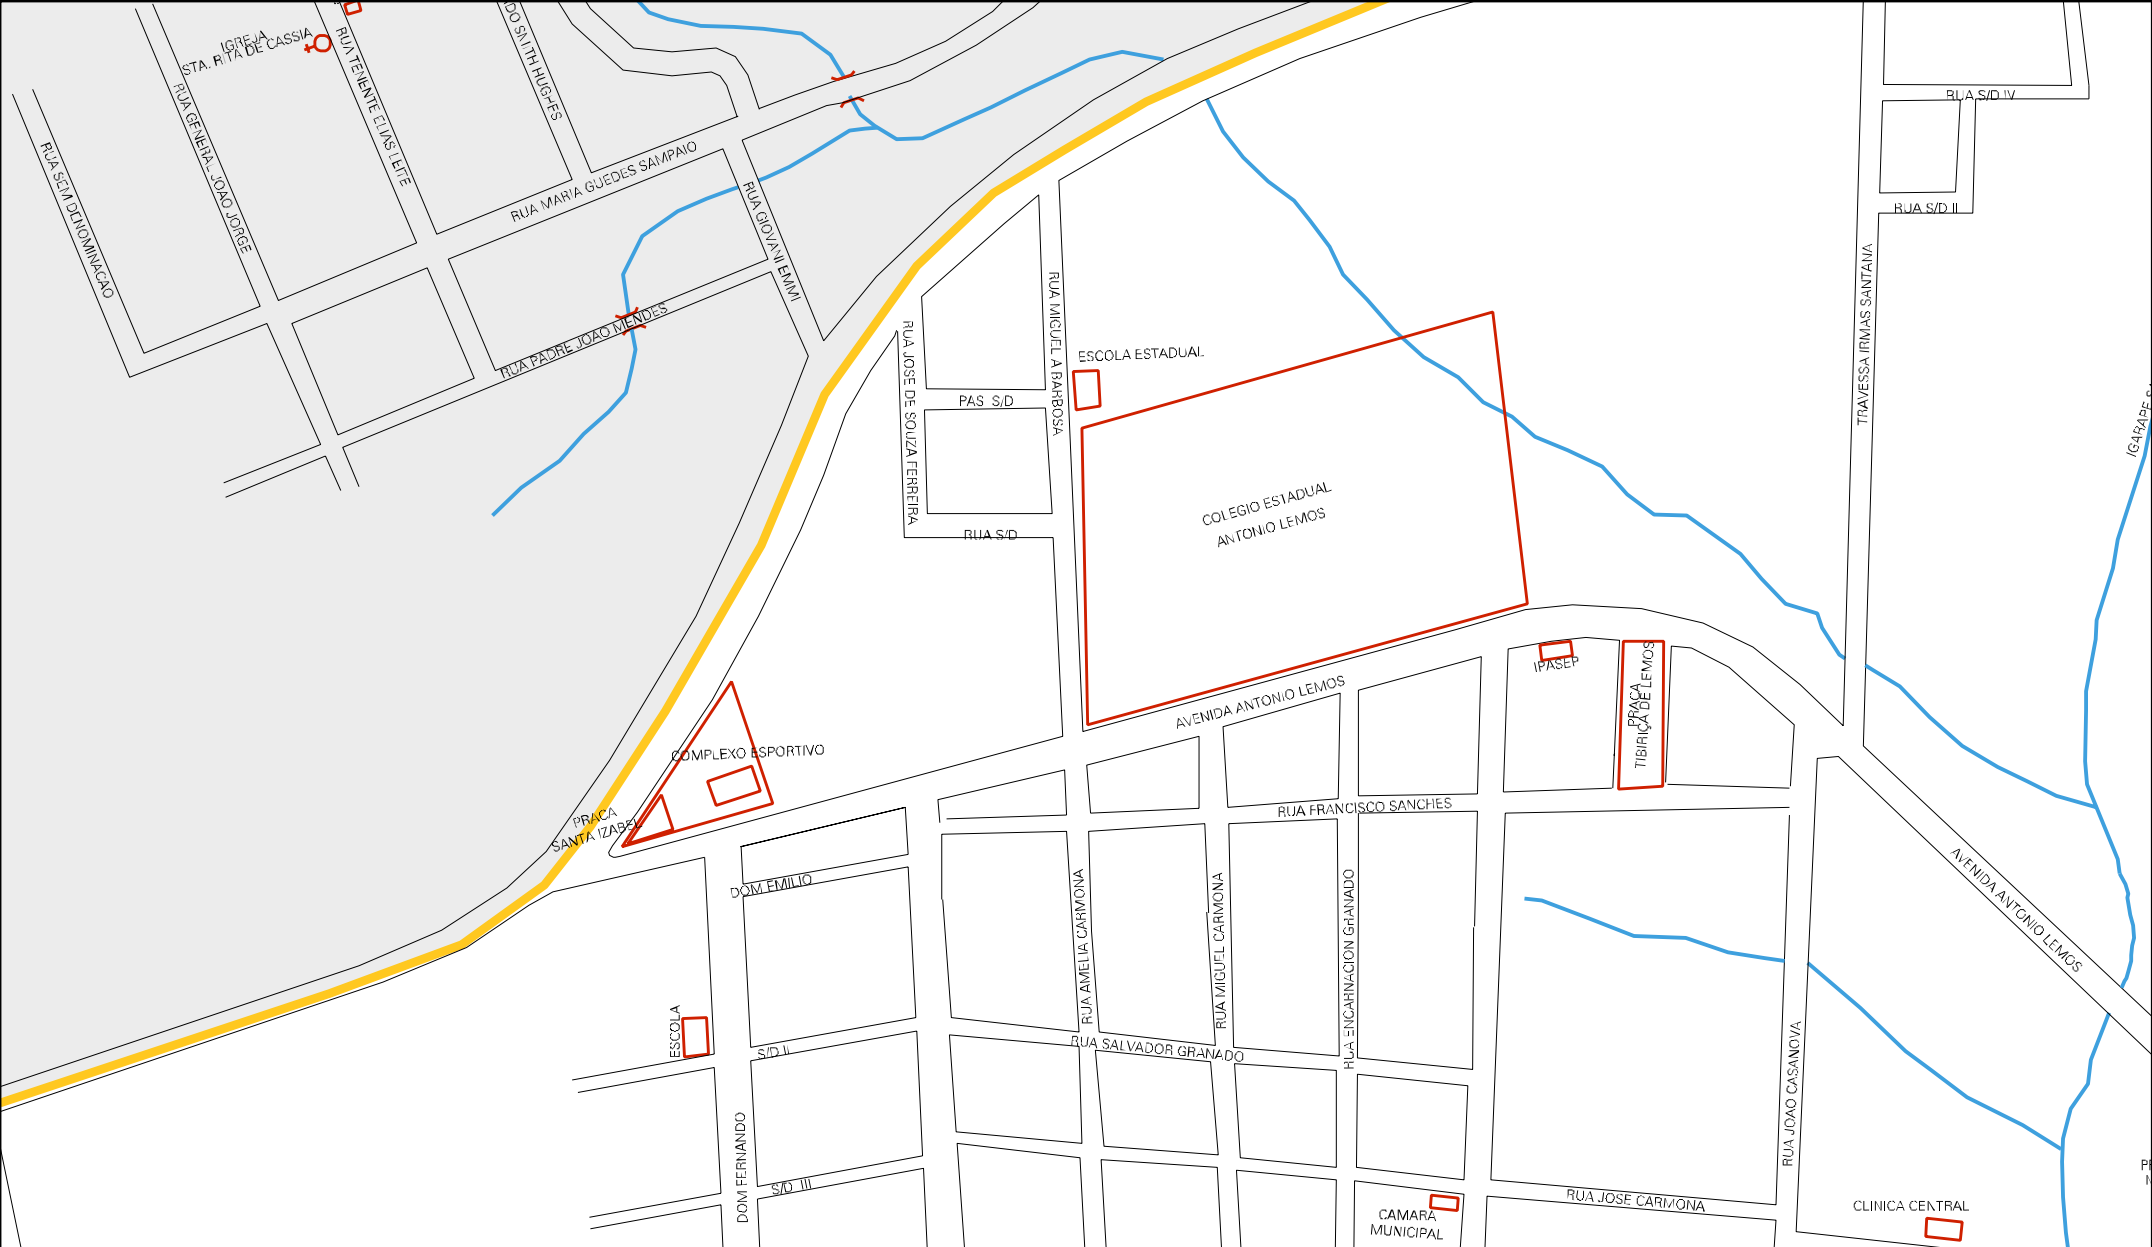 IGREJA
STA. RITA DE CASSIA
RUA TENENTE ELIAS LEITE
DO SMITH HUGHES
RUA GENERAL JOAO JORGE
RUA SEM DENOMINACAO
RUA MARIA GUEDES SAMPAIO
RUA GIOVANI EMMI
RUA PADRE JOAO MENDES
RUA S/D IV
RUA S/D II
TRAVESSA IRMAS SANTANA
IGARAPE
RUA MIGUEL A BARBOSA
RUA JOSE DE SOUZA FERREIRA
ESCOLA ESTADUAL
PAS S/D
RUA S/D
COLEGIO ESTADUAL
ANTONIO LEMOS
IPASEP
PRAÇA
TIBIRIÇA DE LEMOS
AVENIDA ANTONIO LEMOS
COMPLEXO ESPORTIVO
PRACA
SANTA IZABEL
RUA FRANCISCO SANCHES
DOM EMILIO
RUA AMELIA CARMONA
RUA MIGUEL CARMONA
RUA ENCARNACION GRANADO
AVENIDA ANTONIO LEMOS
ESCOLA
S/D II
RUA SALVADOR GRANADO
RUA JOAO CASANOVA
DOM FERNANDO
S/D III
RUA JOSE CARMONA
CAMARA
MUNICIPAL
CLINICA CENTRAL